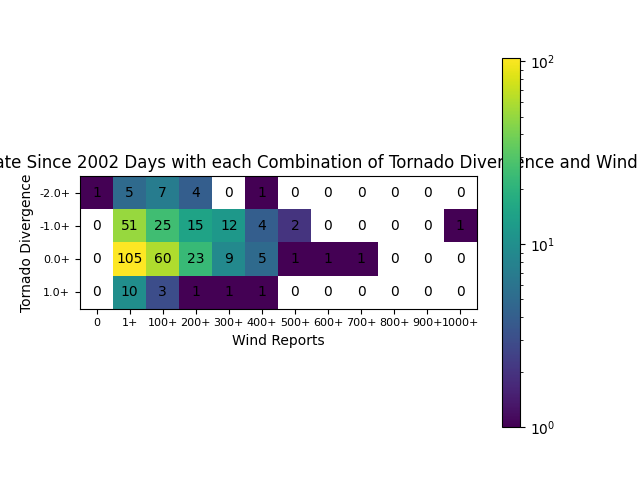 ate Since 2002 Days with each Combination of Tornado Divergence and Wind
Tornado Divergence
-2.0+ 1 5 7 4 0 1 0 0 0 0 0 0
-1.0+ 0 51 25 15 12 4 2 0 0 0 0 1
0.0+ 0 105 60 23 9 5 1 1 1 0 0 0
1.0+ 0 10 3 1 1 1 0 0 0 0 0 0
0 1+ 100+ 200+ 300+ 400+ 500+ 600+ 700+ 800+ 900+ 1000+
Wind Reports
10²
10¹
10⁰